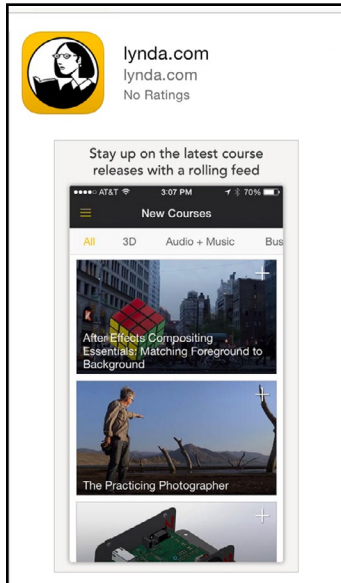 lynda.com
lynda.com
No Ratings
Stay up on the latest course
releases with a rolling feed
AT&T 3:07 PM 70%
New Courses
All 3D Audio + Music Bus
After Effects Compositing
Essentials: Matching Foreground to
Background
The Practicing Photographer